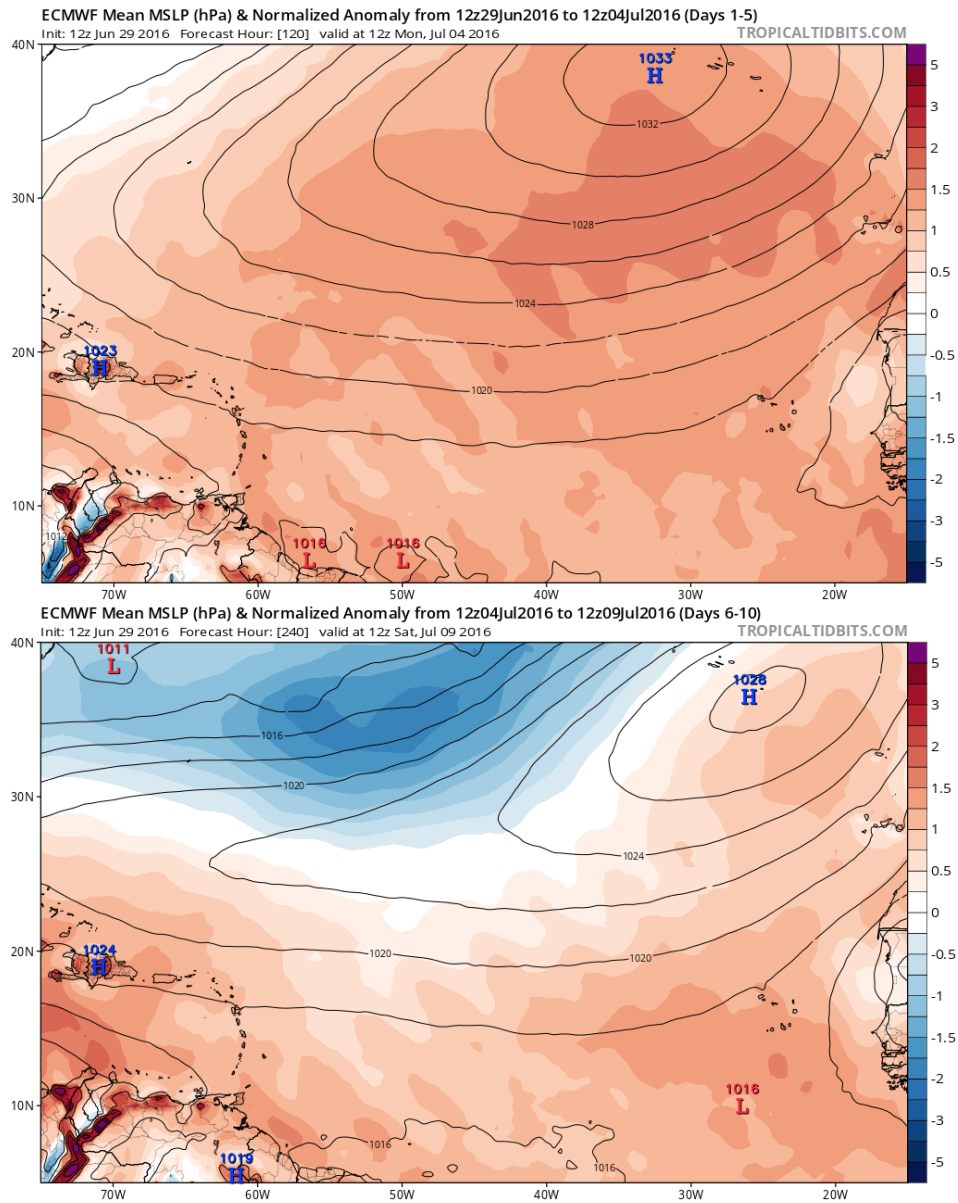 ECMWF Mean MSLP (hPa) & Normalized Anomaly from 12z29Jun2016 to 12z04Jul2016 (Days 1-5)
Init: 12z Jun 29 2016 Forecast Hour: [120] valid at 12z Mon, Jul 04 2016 TROPICALTIDBITS.COM
40N
1033
H
5
3
1032
2
30N
1.5
1028
1
0.5
1024
0
20N
1023
H
-0.5
1020
-1
-1.5
10N
-2
1012
1016
L
1016
L
-3
-5
70W 60W 50W 40W 30W 20W
ECMWF Mean MSLP (hPa) & Normalized Anomaly from 12z04Jul2016 to 12z09Jul2016 (Days 6-10)
Init: 12z Jun 29 2016 Forecast Hour: [240] valid at 12z Sat, Jul 09 2016 TROPICALTIDBITS.COM
40N
1011
L
5
1028
H
3
1016
2
1020
30N
1.5
1
1024
0.5
0
20N
1024
H
1020
1020
-0.5
-1
-1.5
10N
1016
L
-2
1016
-3
1019
H
1016
-5
70W 60W 50W 40W 30W 20W